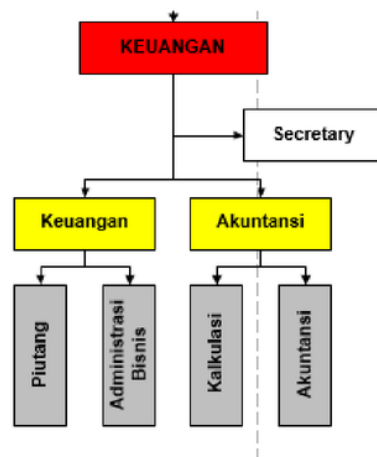 KEUANGAN
Secretary
Keuangan
Akuntansi
Piutang
Administrasi
Bisnis
Kalkulasi
Akuntansi